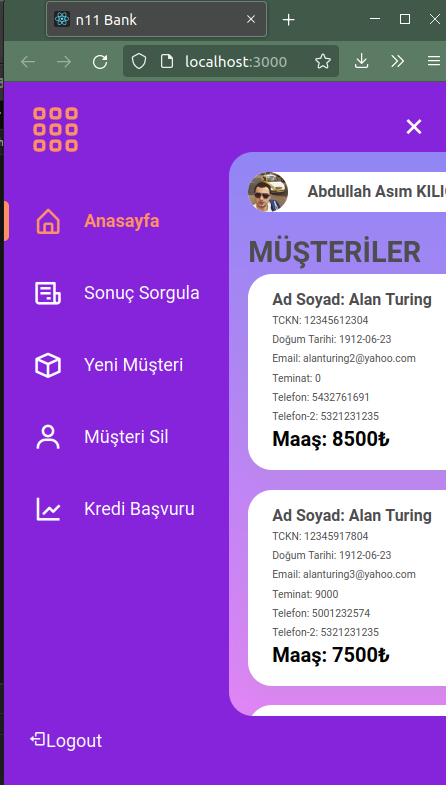 n11 Bank
localhost:3000
Abdullah Asım KILIÇ
Anasayfa
Sonuç Sorgula
Yeni Müşteri
Müşteri Sil
Kredi Başvuru
Logout
MÜŞTERİLER
Ad Soyad: Alan Turing
TCKN: 12345612304
Doğum Tarihi: 1912-06-23
Email: alanturing2@yahoo.com
Teminat: 0
Telefon: 5432761691
Telefon-2: 5321231235
Maaş: 8500₺
Ad Soyad: Alan Turing
TCKN: 12345917804
Doğum Tarihi: 1912-06-23
Email: alanturing3@yahoo.com
Teminat: 9000
Telefon: 5001232574
Telefon-2: 5321231235
Maaş: 7500₺